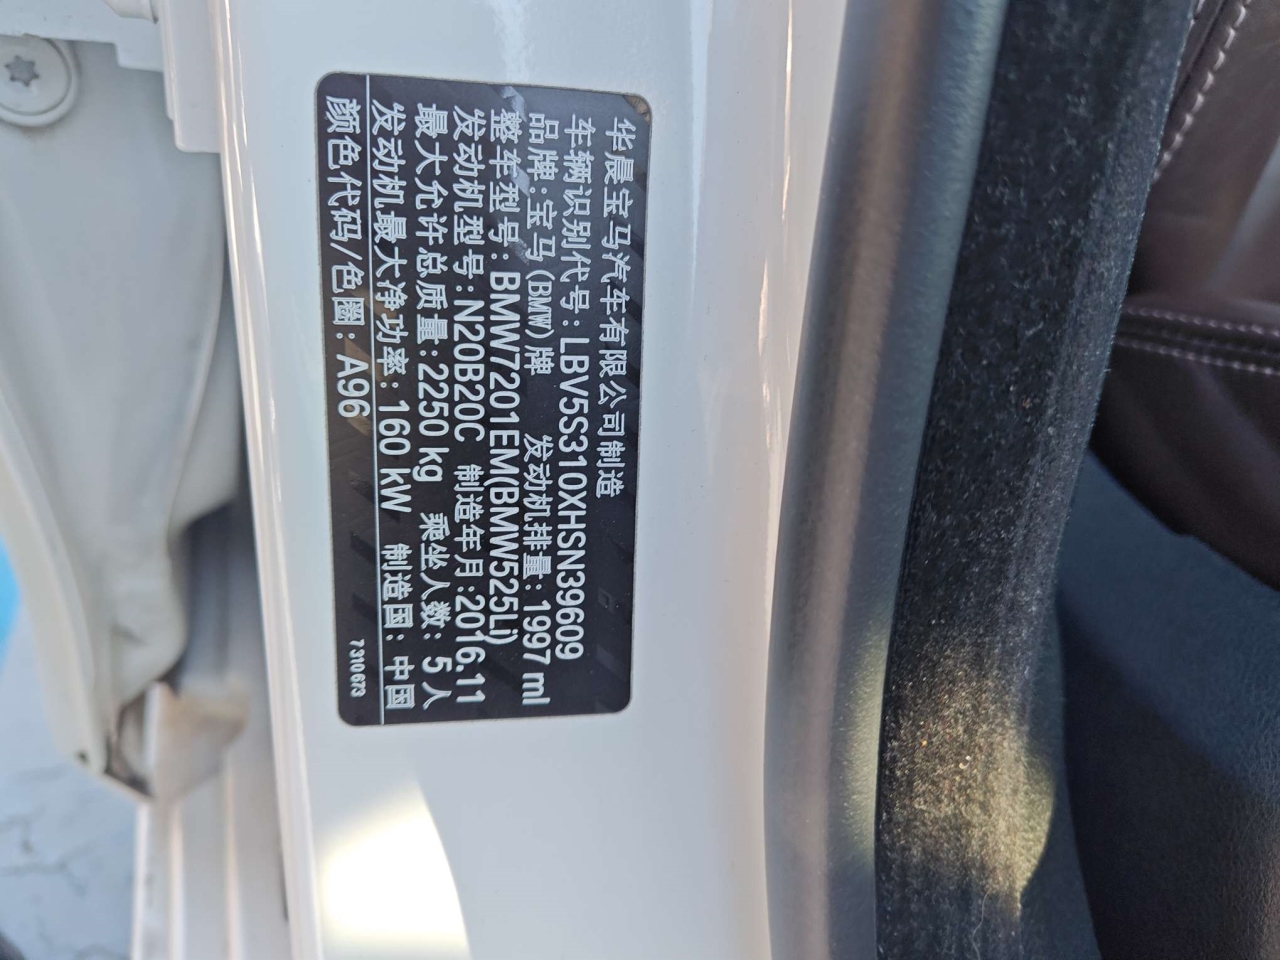 华晨宝马汽车有限公司制造
车辆识别代号:LBV5S310XHSN39609
品牌:宝马(BMW)牌 发动机排量:1997 ml
整车型号:BMW7201EM(BMW525Li)
发动机型号:N20B20C 制造年月:2016.11
最大允许总质量:2250 kg 乘坐人数:5人
发动机最大净功率:160 kW 制造国:中国
颜色代码/色圈:A96
7310673